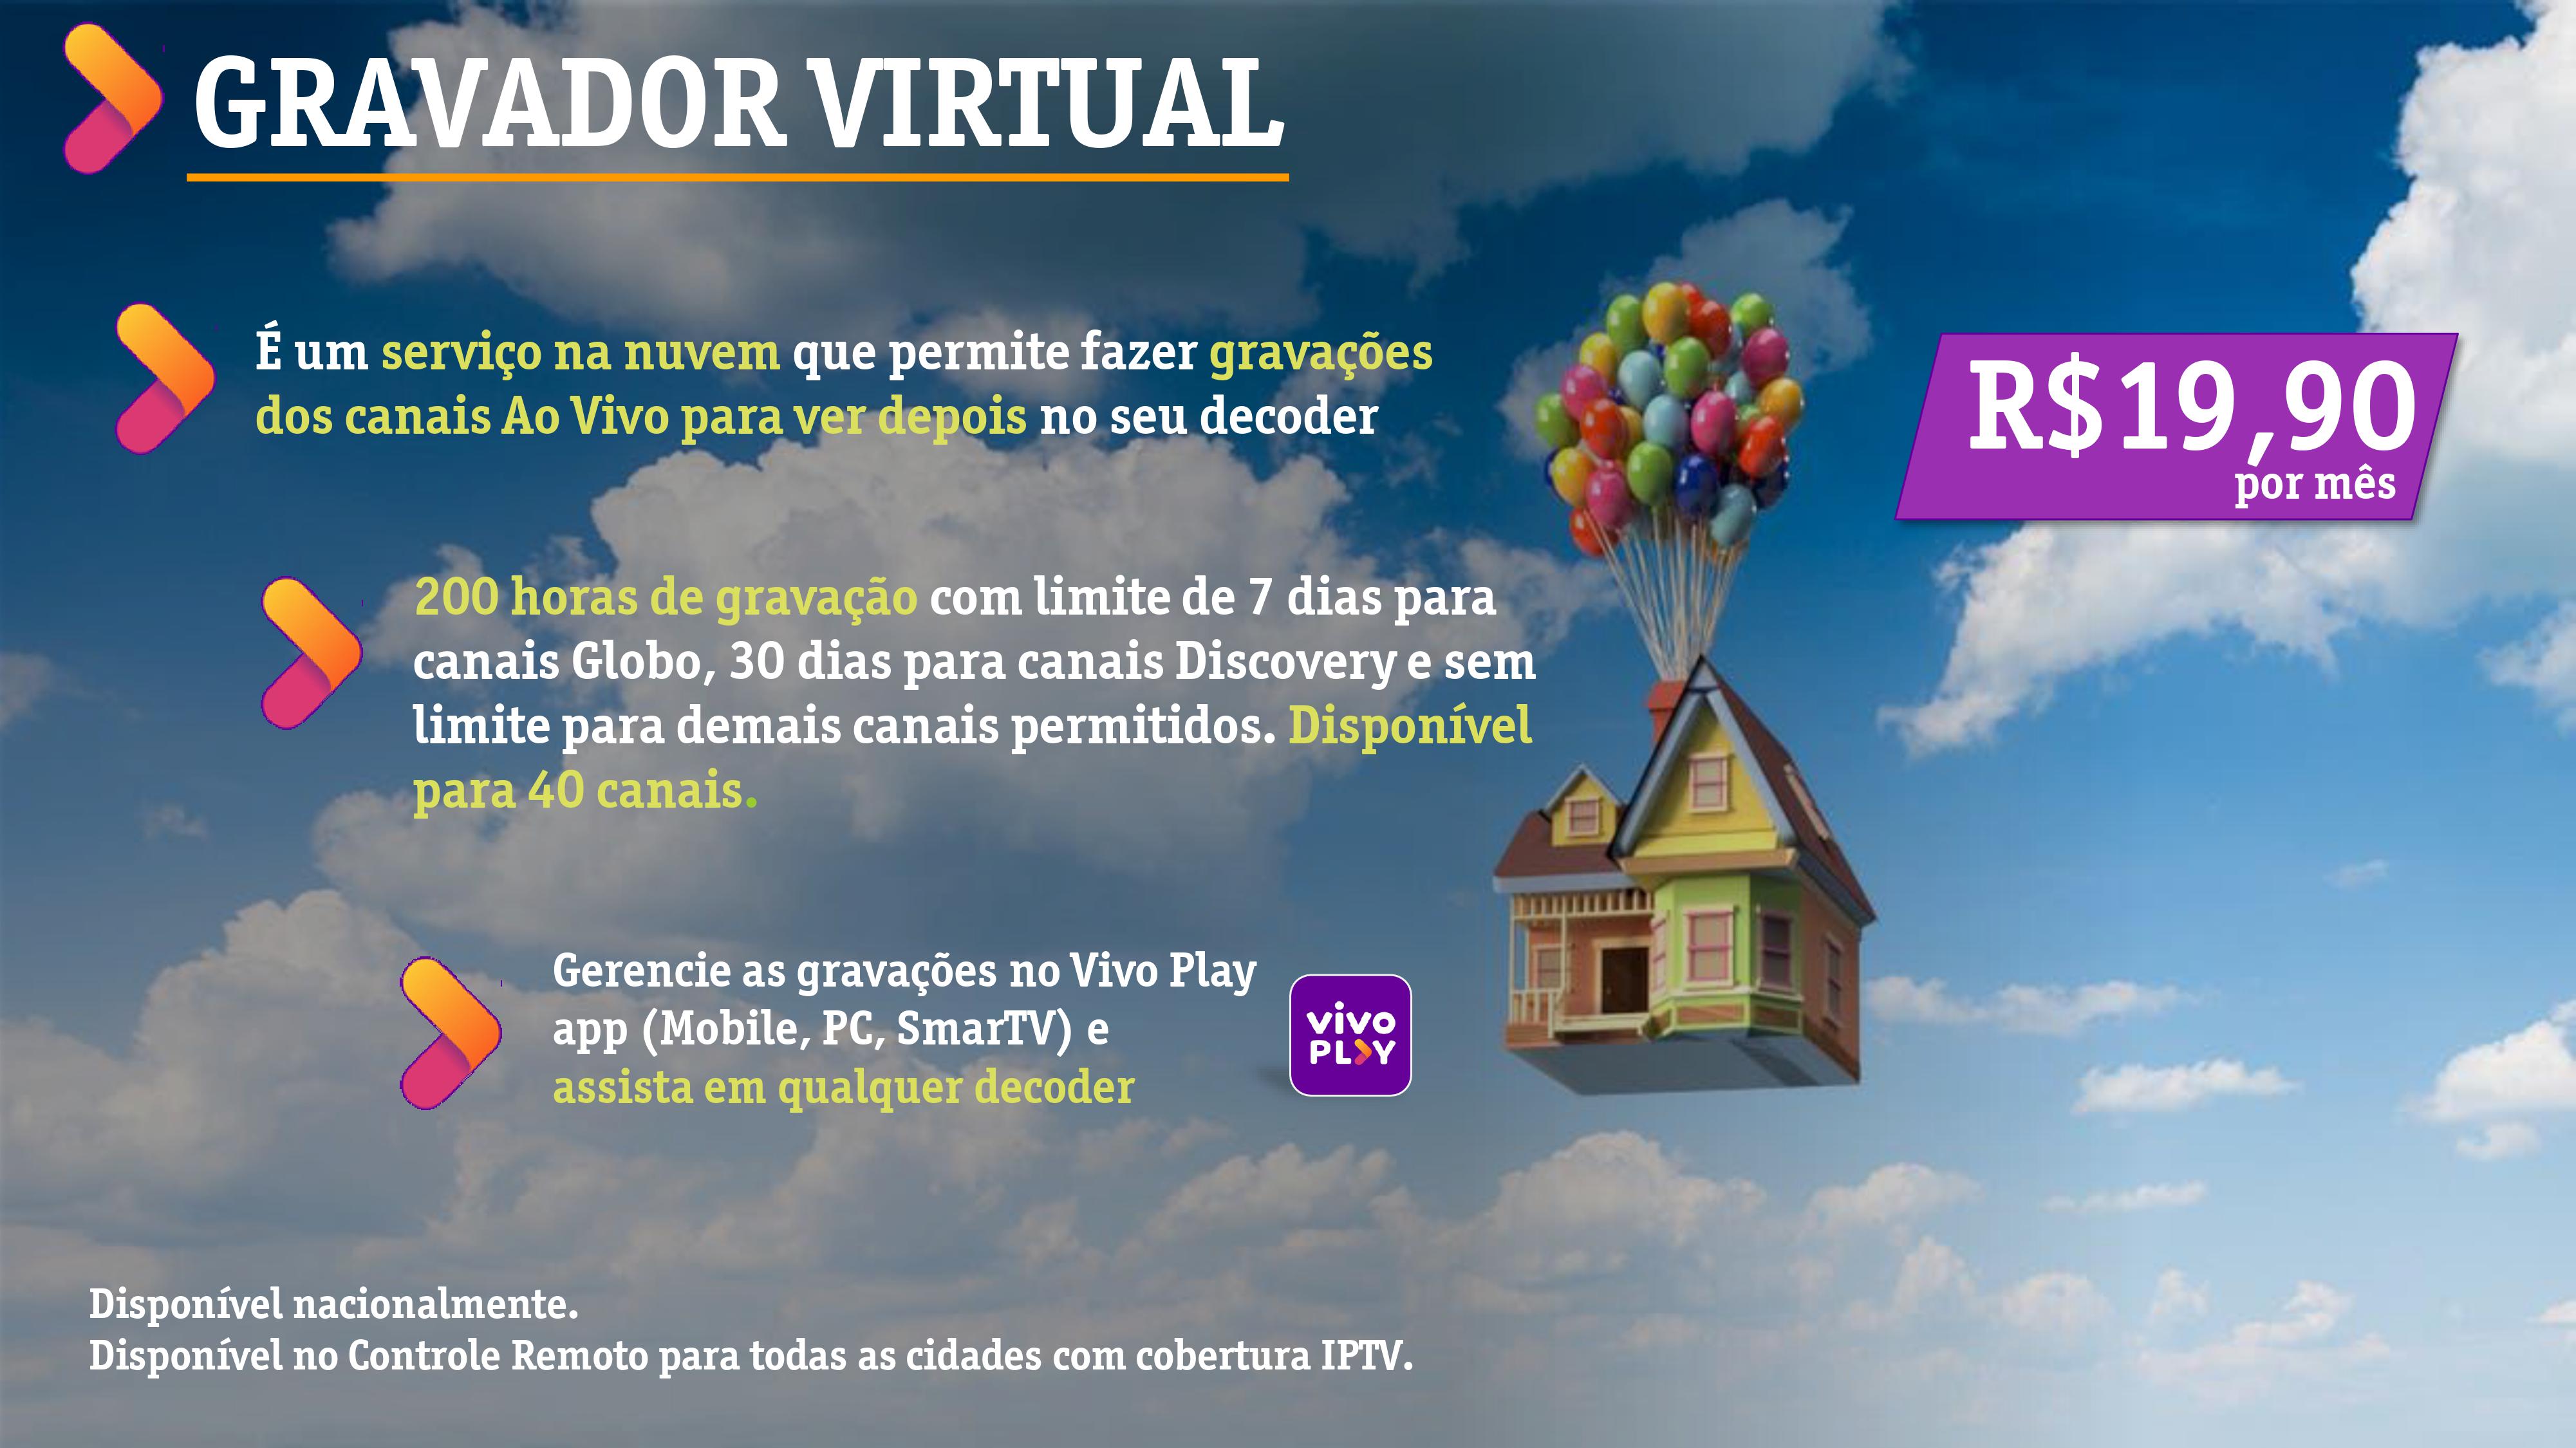 GRAVADOR VIRTUAL
É um serviço na nuvem que permite fazer gravações
dos canais Ao Vivo para ver depois no seu decoder
R$19,90
por mês
200 horas de gravação com limite de 7 dias para
canais Globo, 30 dias para canais Discovery e sem
limite para demais canais permitidos. Disponível
para 40 canais.
Gerencie as gravações no Vivo Play
app (Mobile, PC, SmarTV) e
assista em qualquer decoder
vivo
PLAY
Disponível nacionalmente.
Disponível no Controle Remoto para todas as cidades com cobertura IPTV.